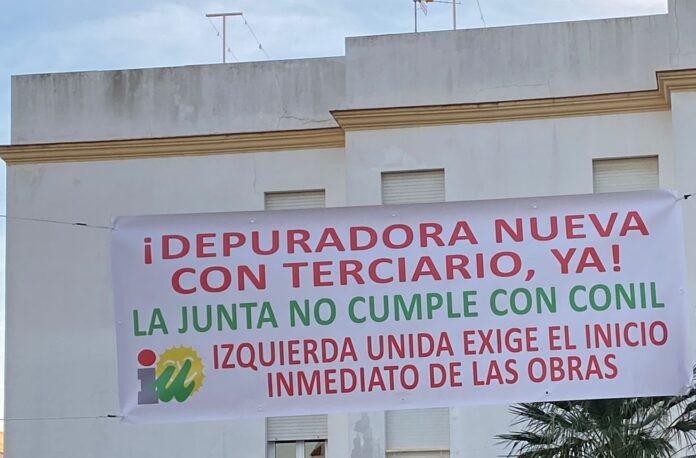 ¡DEPURADORA NUEVA
CON TERCIARIO, YA!
LA JUNTA NO CUMPLE CON CONIL
iu
IZQUIERDA UNIDA EXIGE EL INICIO
INMEDIATO DE LAS OBRAS